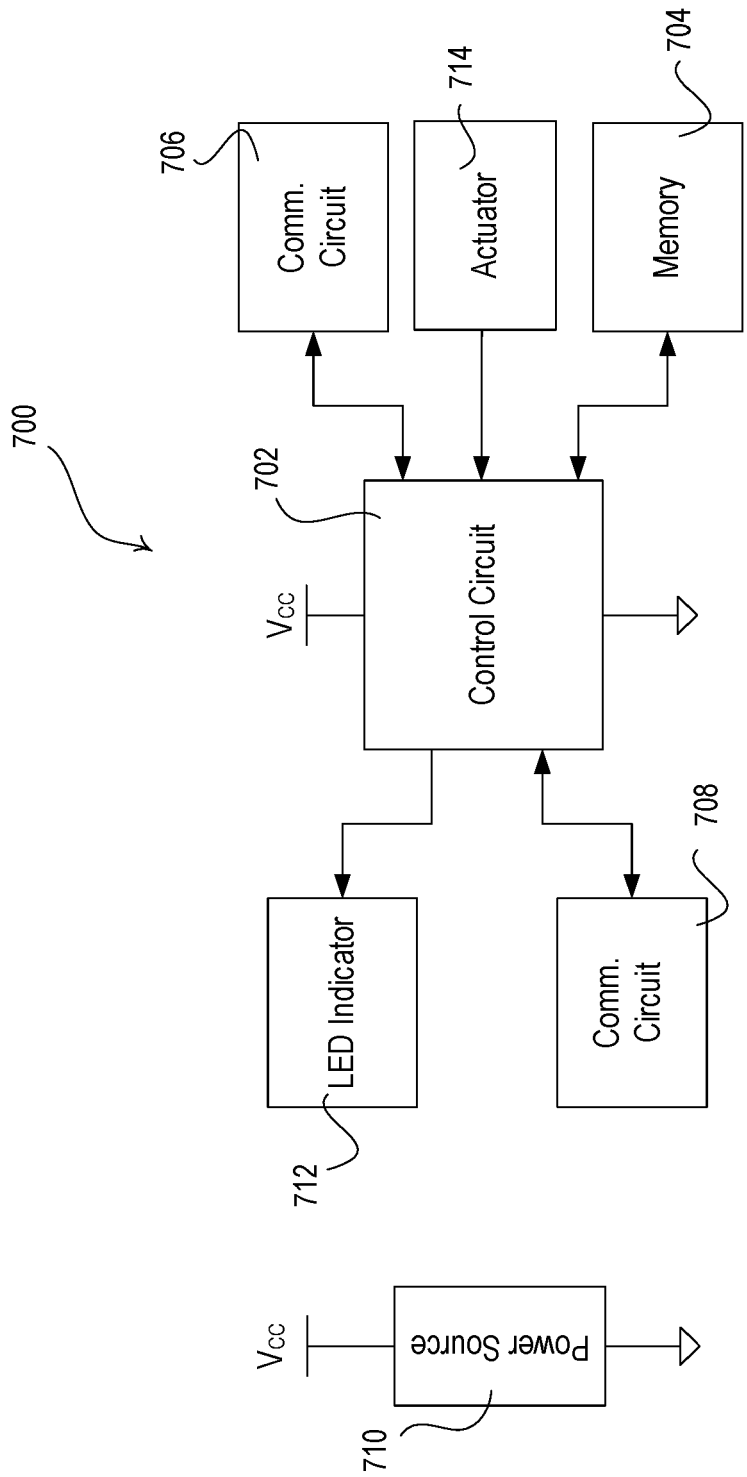 700
706
Comm.
Circuit
714
Actuator
704
Memory
702
Vcc
Control Circuit
712
LED Indicator
708
Comm.
Circuit
Vcc
710
Power Source